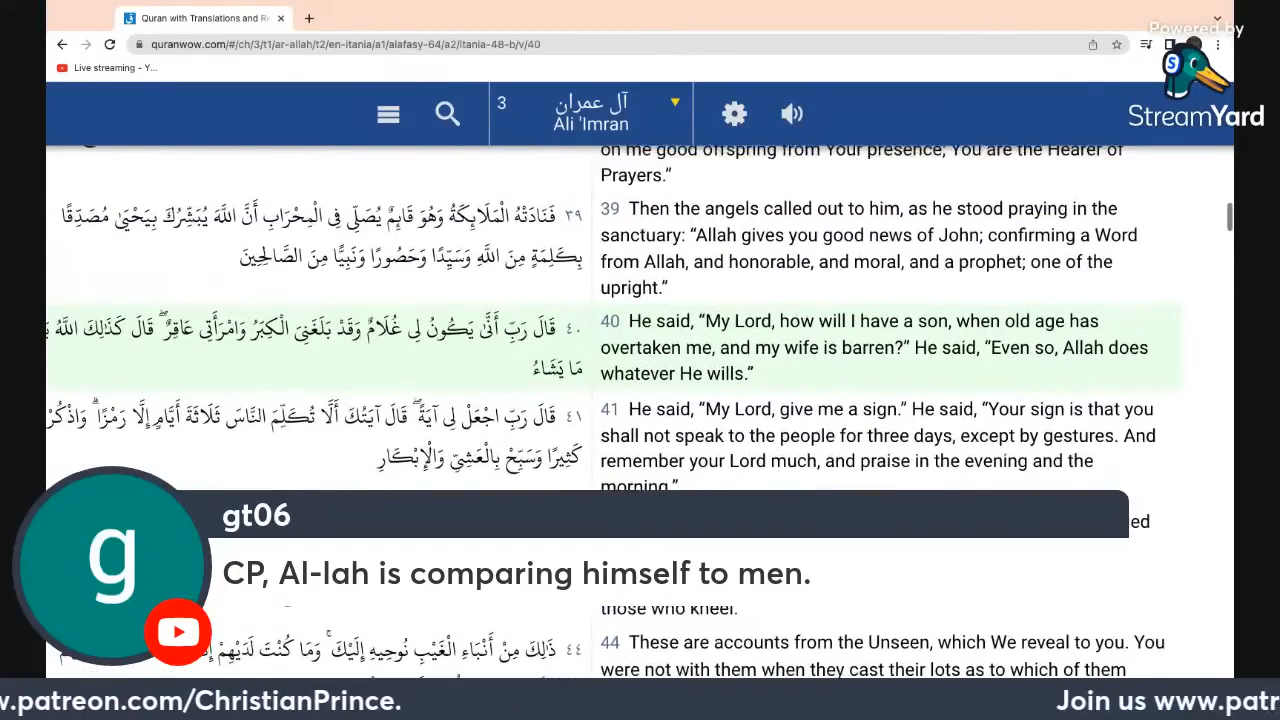 Quran with Translations and Re
Powered by
quranwow.com/#/ch/3/t1/ar-allah/t2/en-itania/a1/alafasy-64/a2/itania-48-b/v/40
Live streaming - Y...
S
StreamYard
3
آل عمران
Ali 'Imran
on me good offspring from Your presence; You are the Hearer of
Prayers.”
٣٩ فَنَادَتْهُ الْمَلَائِكَةُ وَهُوَ قَائِمٌ يُصَلِّي فِي الْمِحْرَابِ أَنَّ اللَّهَ يُبَشِّرُكَ بِيَحْيَىٰ مُصَدِّقًا
بِكَلِمَةٍ مِنَ اللَّهِ وَسَيِّدًا وَحَصُورًا وَنَبِيًّا مِنَ الصَّالِحِينَ
39 Then the angels called out to him, as he stood praying in the
sanctuary: “Allah gives you good news of John; confirming a Word
from Allah, and honorable, and moral, and a prophet; one of the
upright.”
٤٠ قَالَ رَبِّ أَنَّىٰ يَكُونُ لِي غُلَامٌ وَقَدْ بَلَغَنِيَ الْكِبَرُ وَامْرَأَتِي عَاقِرٌ ۖ قَالَ كَذَٰلِكَ اللَّهُ
مَا يَشَاءُ
40 He said, “My Lord, how will I have a son, when old age has
overtaken me, and my wife is barren?” He said, “Even so, Allah does
whatever He wills.”
٤١ قَالَ رَبِّ اجْعَلْ لِي آيَةً ۖ قَالَ آيَتُكَ أَلَّا تُكَلِّمَ النَّاسَ ثَلَاثَةَ أَيَّامٍ إِلَّا رَمْزًا ۗ وَاذْكُرْ
كَثِيرًا وَسَبِّحْ بِالْعَشِيِّ وَالْإِبْكَارِ
41 He said, “My Lord, give me a sign.” He said, “Your sign is that you
shall not speak to the people for three days, except by gestures. And
remember your Lord much, and praise in the evening and the
morning.”
ed
g
gt06
CP, Al-lah is comparing himself to men.
those who kneel.
٤٤ ذَٰلِكَ مِنْ أَنْبَاءِ الْغَيْبِ نُوحِيهِ إِلَيْكَ ۚ وَمَا كُنْتَ لَدَيْهِمْ
44 These are accounts from the Unseen, which We reveal to you. You
were not with them when they cast their lots as to which of them
w.patreon.com/ChristianPrince.
Join us www.patr